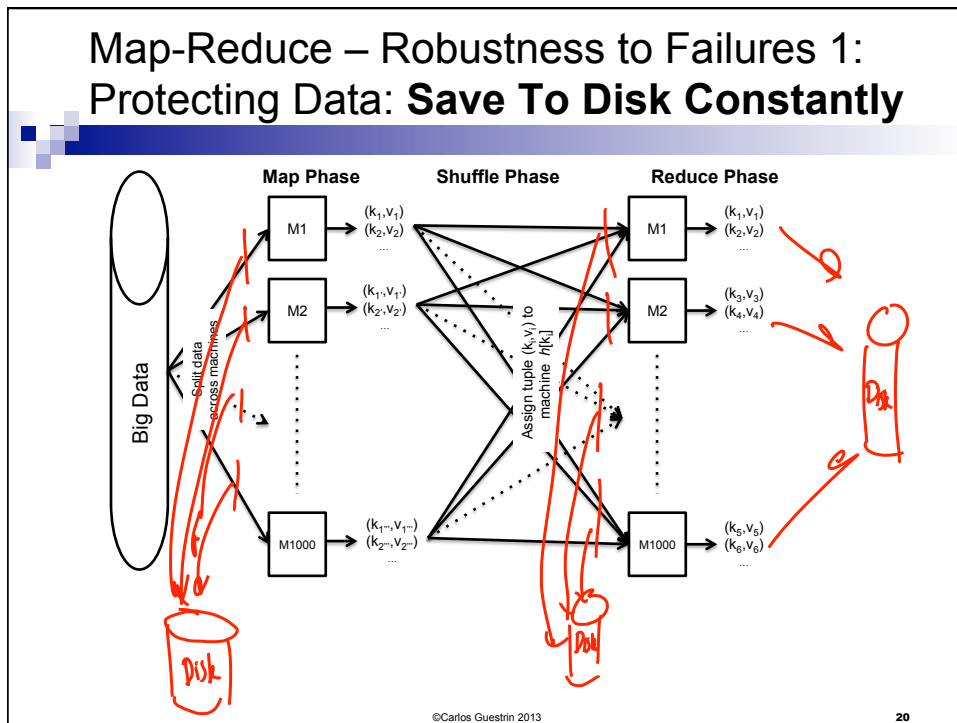 Map-Reduce – Robustness to Failures 1:
Protecting Data: Save To Disk Constantly
Map Phase
Shuffle Phase
Reduce Phase
Big Data
Split data
across machines
M1
(k₁,v₁)
(k₂,v₂)
...
M2
(k₁',v₁')
(k₂',v₂')
...
M1000
(k₁''',v₁''')
(k₂''',v₂''')
...
Assign tuple (kᵢ,vᵢ) to
machine h[kᵢ]
M1
(k₁,v₁)
(k₂,v₂)
...
M2
(k₃,v₃)
(k₄,v₄)
...
M1000
(k₅,v₅)
(k₆,v₆)
...
Disk
Disk
Disk
©Carlos Guestrin 2013
20